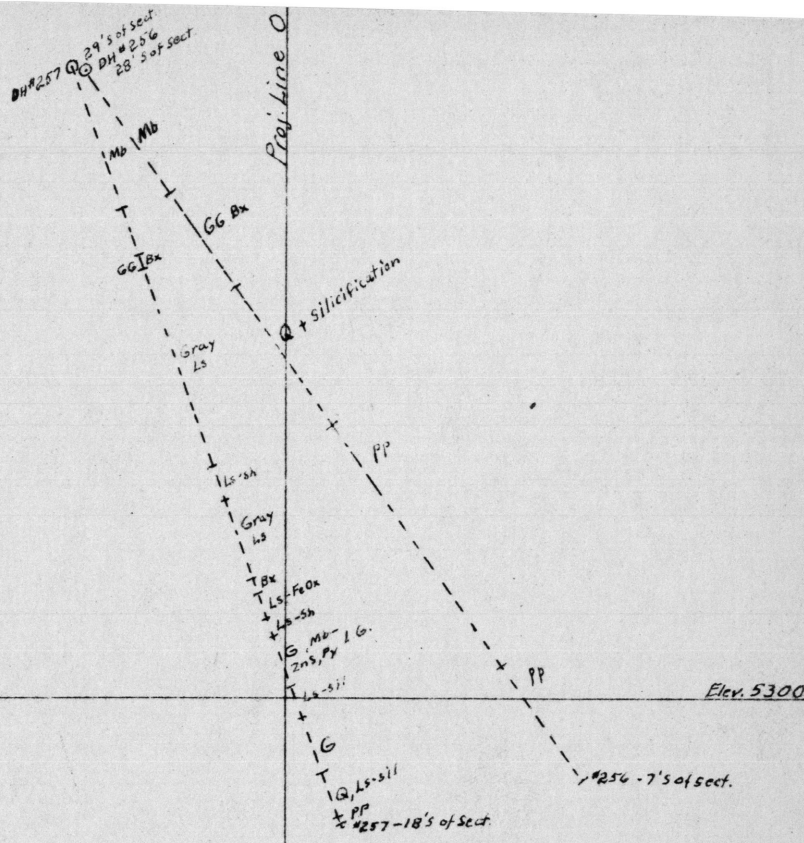 29's of sect.
DH#257
DH#256
28's of sect.
Proj. Line O
Mb
Mb
GG Bx
GG Bx
Q + silicification
Gray
Ls
PP
Ls-sh
Gray
Ls
Bx
Ls-FeOx
Ls-Sh
G, Mb-
ZnS, Py
Ls-sil
PP
Elev. 5300
G
#256-7's of sect.
Q, Ls-sil
PP
#257-18's of Sect.